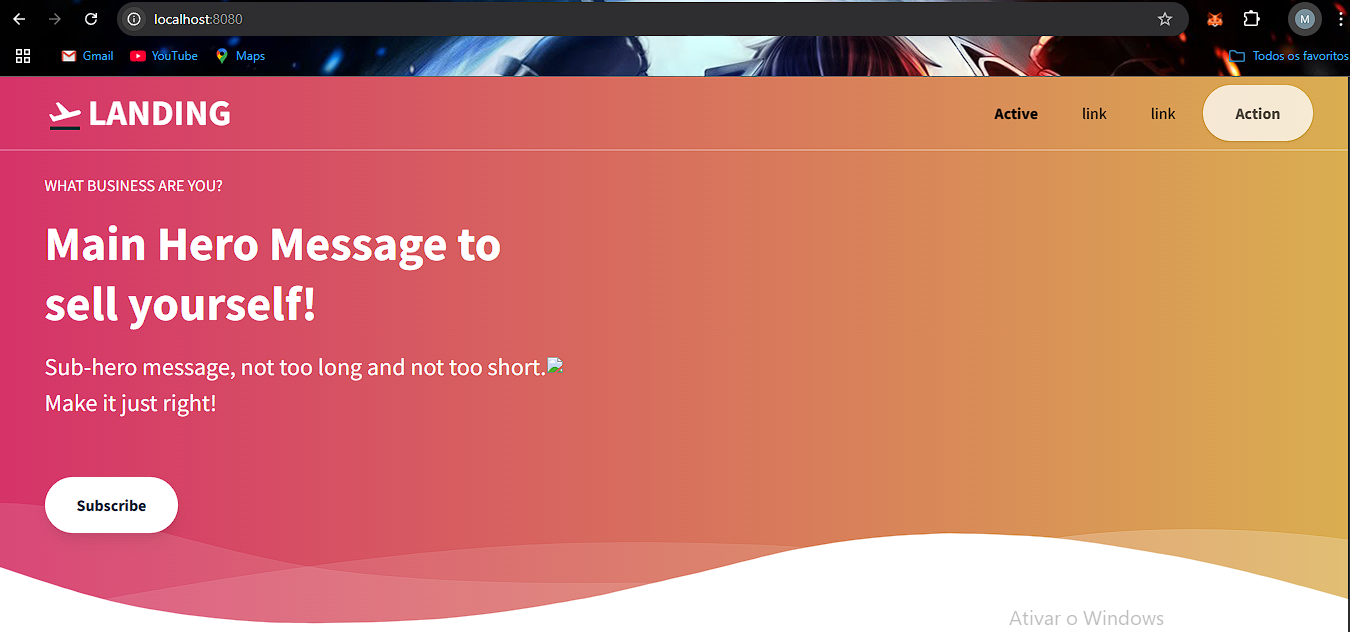 localhost:8080
M
Gmail
YouTube
Maps
Todos os favoritos
LANDING
Active
link
link
Action
WHAT BUSINESS ARE YOU?
Main Hero Message to
sell yourself!
Sub-hero message, not too long and not too short.
Make it just right!
Subscribe
Ativar o Windows